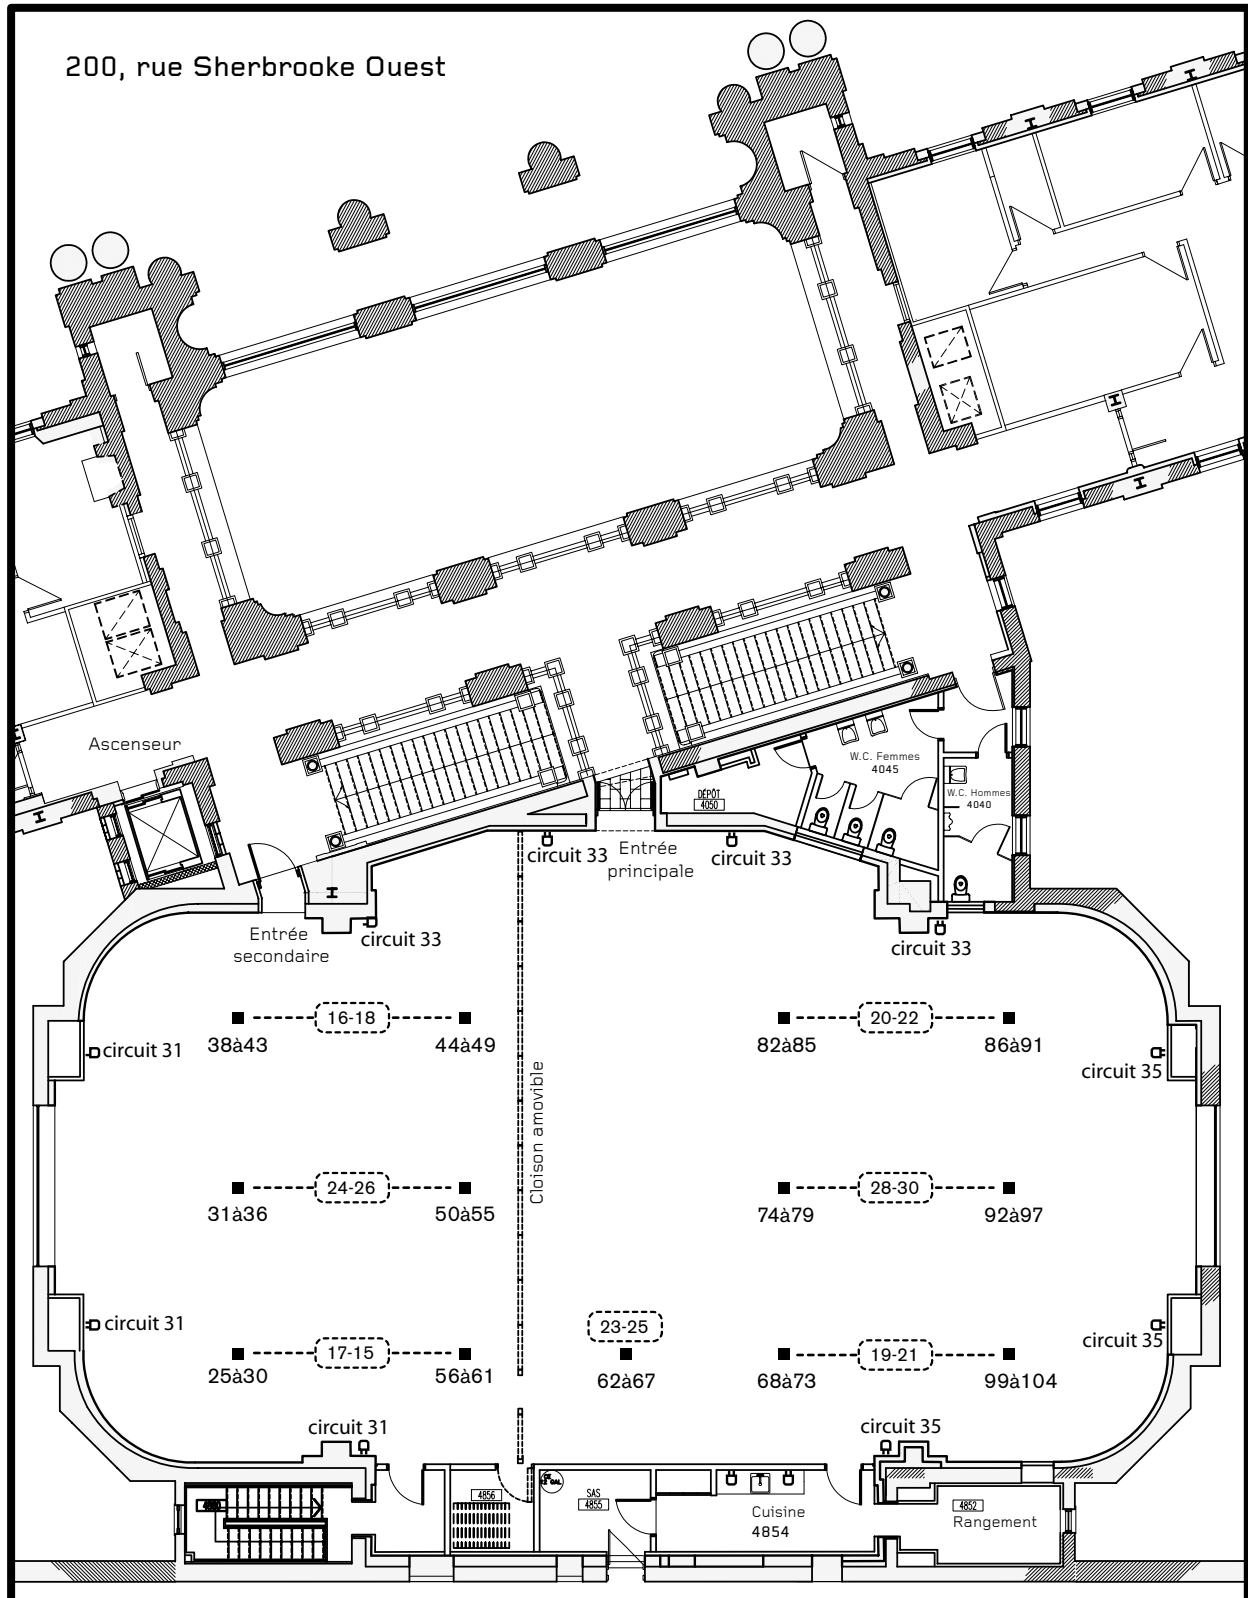 200, rue Sherbrooke Ouest
Ascenseur
W.C. Femmes
4045
W.C. Hommes
4040
DÉPÔT
4050
circuit 33
Entrée
principale
circuit 33
Entrée
secondaire
circuit 33
circuit 33
16-18
38à43
44à49
20-22
82à85
86à91
circuit 31
circuit 35
Cloison amovible
24-26
31à36
50à55
28-30
74à79
92à97
circuit 31
circuit 35
23-25
17-15
25à30
56à61
62à67
19-21
68à73
99à104
circuit 31
circuit 35
4856
SAS
4855
Cuisine
4854
4852
Rangement